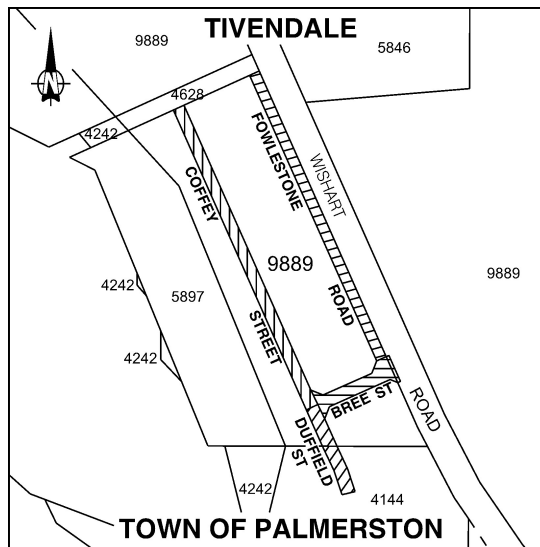 TIVENDALE
9889
5846
N
4628
4242
FOWLESTONE
ROAD
WISHART
ROAD
COFFEY
STREET
9889
9889
4242
5897
4242
BREE ST
DUFFIELD
ST
4242
4144
TOWN OF PALMERSTON